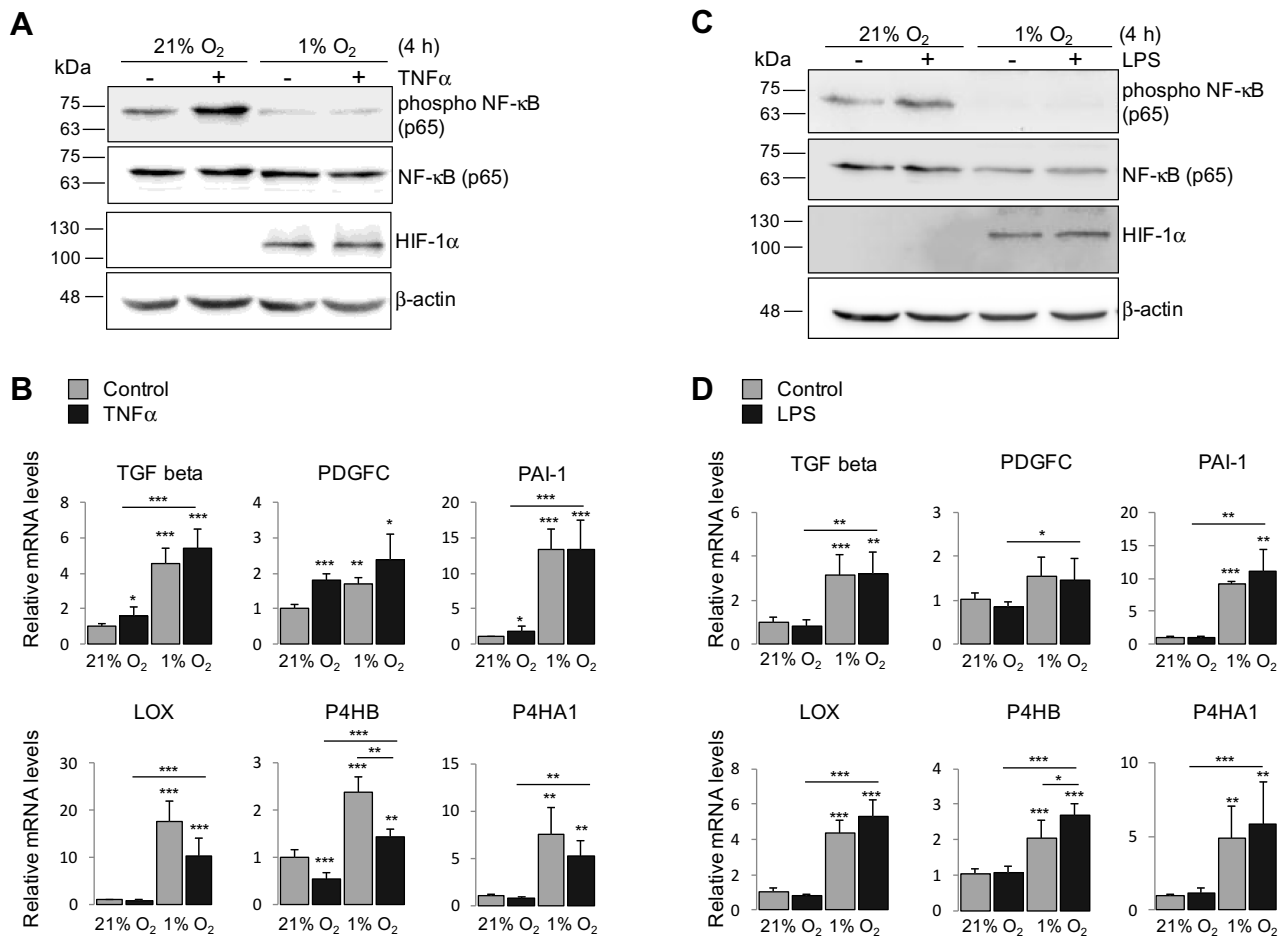 A
21% O2 1% O2 (4 h)
kDa - + - + TNFα
75
63
phospho NF-κB
(p65)
75
63
NF-κB (p65)
130
100
HIF-1α
48
β-actin
C
21% O2 1% O2 (4 h)
kDa - + - + LPS
75
63
phospho NF-κB
(p65)
75
63
NF-κB (p65)
130
100
HIF-1α
48
β-actin
B
Control
TNFα
Relative mRNA levels
TGF beta
8
6
4
2
0
* *** *** ***
21% O2 1% O2
PDGFC
4
3
2
1
0
*** ** *
21% O2 1% O2
PAI-1
20
15
10
5
0
* *** *** ***
21% O2 1% O2
Relative mRNA levels
LOX
30
20
10
0
*** *** ***
21% O2 1% O2
P4HB
3
2
1
0
*** *** ** *** **
21% O2 1% O2
P4HA1
15
10
5
0
** ** **
21% O2 1% O2
D
Control
LPS
Relative mRNA levels
TGF beta
6
4
2
0
** *** **
21% O2 1% O2
PDGFC
3
2
1
0
*
21% O2 1% O2
PAI-1
20
15
10
5
0
** *** **
21% O2 1% O2
Relative mRNA levels
LOX
8
6
4
2
0
*** *** ***
21% O2 1% O2
P4HB
4
3
2
1
0
*** * *** ***
21% O2 1% O2
P4HA1
10
5
0
*** ** **
21% O2 1% O2